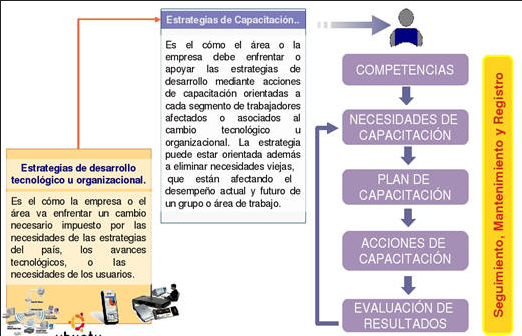 Estrategias de Capacitación..
Es el cómo el área o la
empresa debe enfrentar o
apoyar las estrategias de
desarrollo mediante acciones
de capacitación orientadas a
cada segmento de trabajadores
afectados o asociados al
cambio tecnológico u
organizacional. La estrategia
puede estar orientada además
a eliminar necesidades viejas,
que están afectando el
desempeño actual y futuro de
un grupo o área de trabajo.
Estrategias de desarrollo
tecnológico u organizacional.
Es el cómo la empresa o el
área va enfrentar un cambio
necesario impuesto por las
necesidades de las estrategias
del país, los avances
tecnológicos, o las
necesidades de los usuarios.
ubuntu
COMPETENCIAS
NECESIDADES DE
CAPACITACIÓN
PLAN DE
CAPACITACIÓN
ACCIONES DE
CAPACITACIÓN
EVALUACIÓN DE
RESULTADOS
Seguimiento, Mantenimiento y Registro